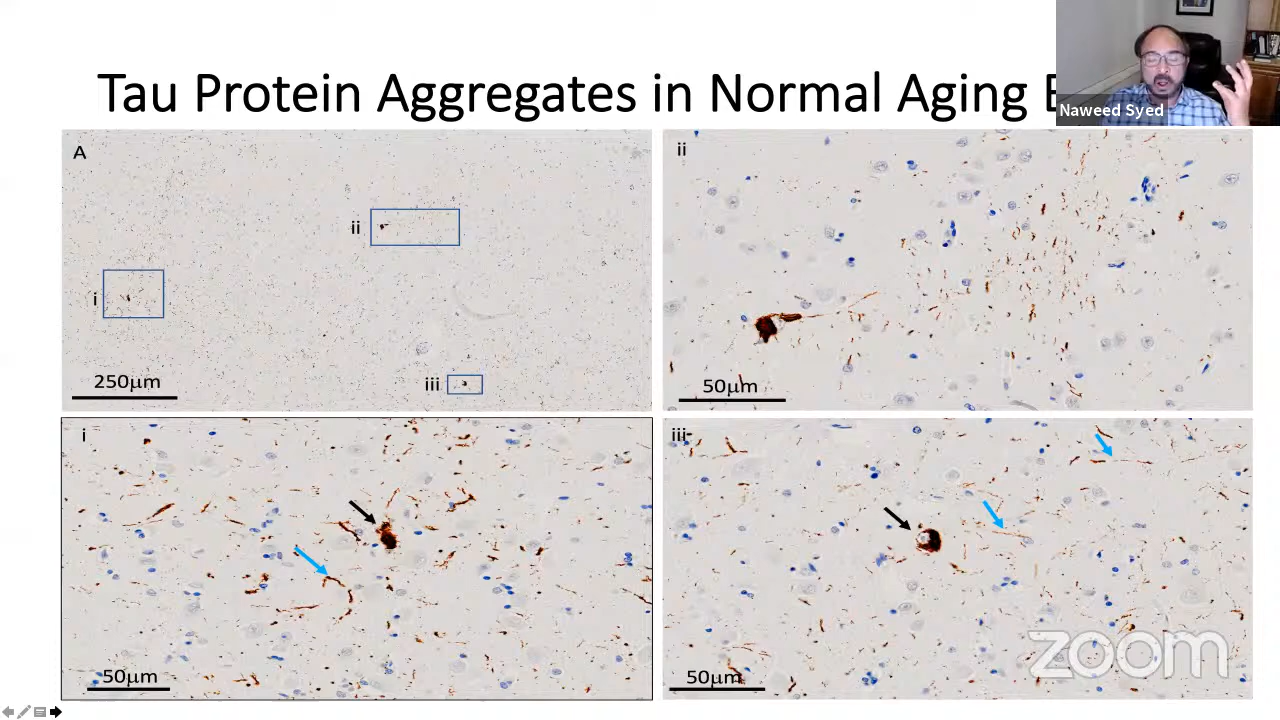 Tau Protein Aggregates in Normal Aging
Naweed Syed
A
ii
i
iii
250μm
ii
50μm
i
50μm
iii
50μm
zoom